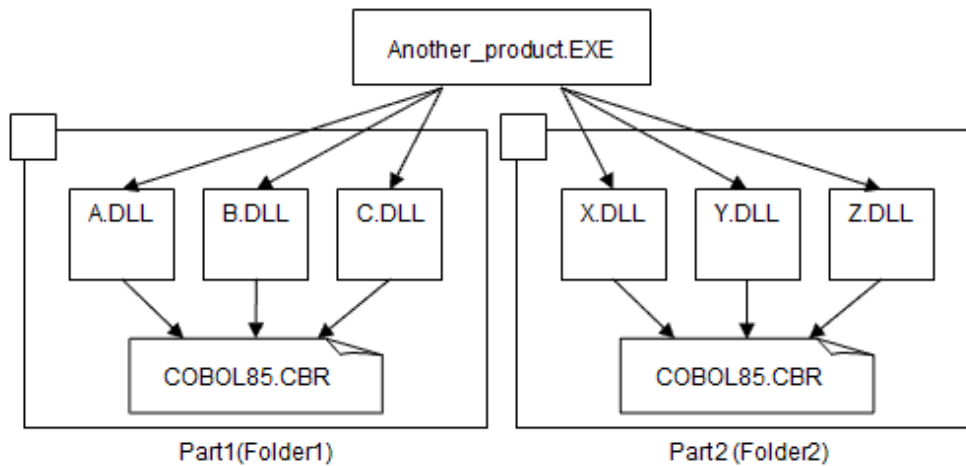 Another_product.EXE
A.DLL
B.DLL
C.DLL
X.DLL
Y.DLL
Z.DLL
COBOL85.CBR
COBOL85.CBR
Part1(Folder1)
Part2 (Folder2)